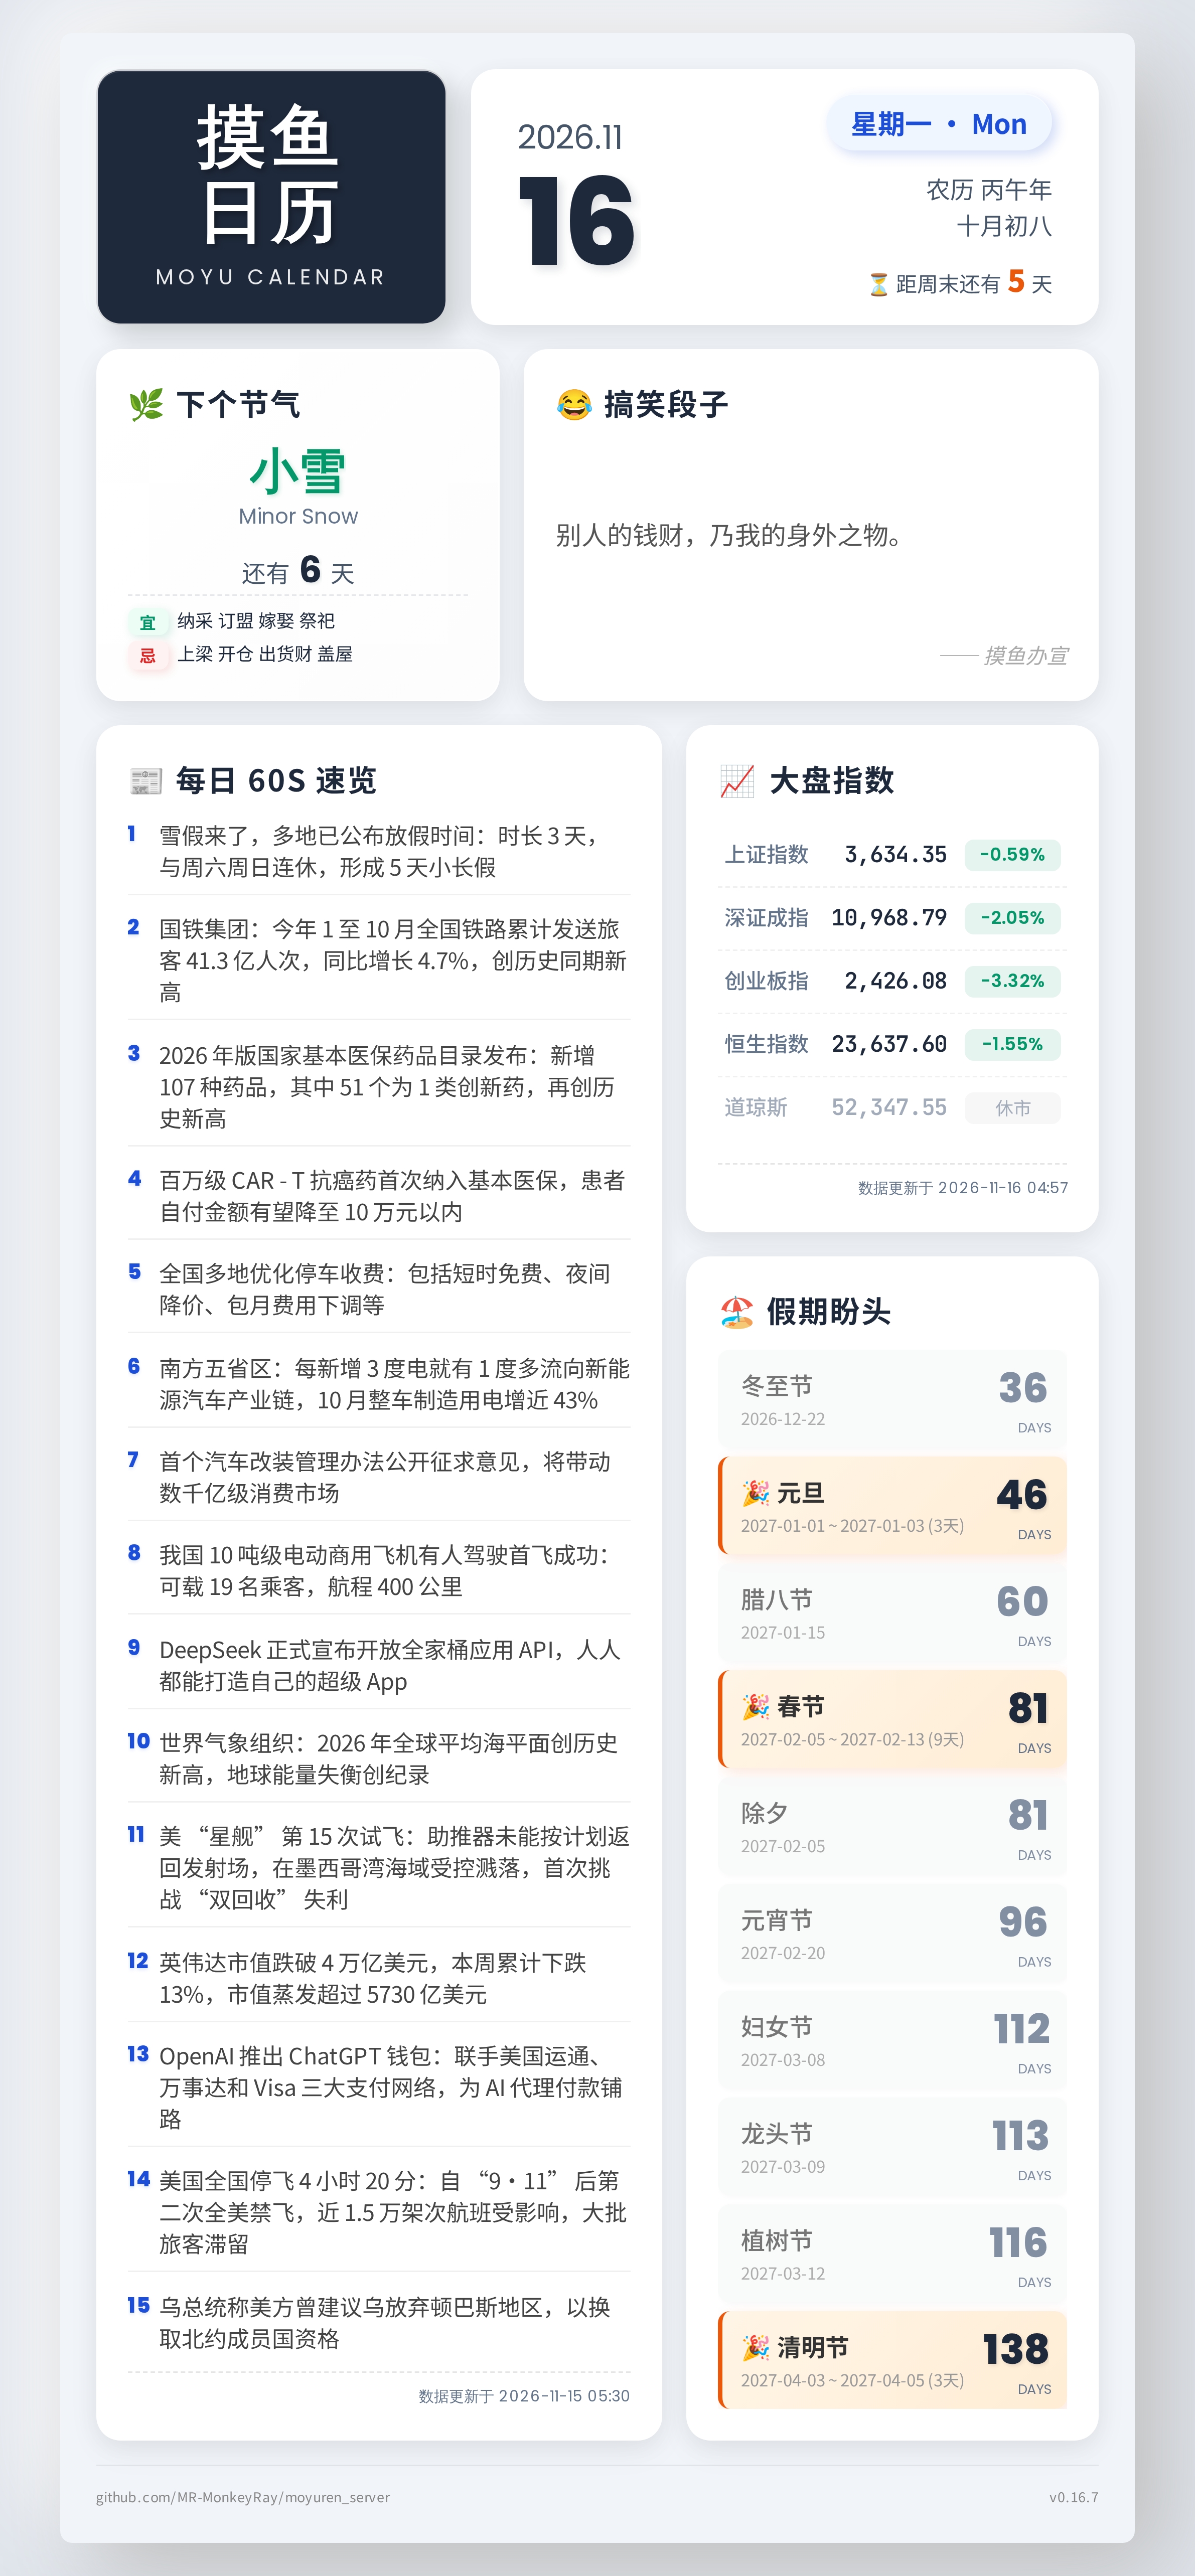 摸鱼
日历
MOYU CALENDAR
2026.11
16
星期一 · Mon
农历 丙午年
十月初八
⏳ 距周末还有 5 天
🌿 下个节气
小雪
Minor Snow
还有 6 天
宜 纳采 订盟 嫁娶 祭祀
忌 上梁 开仓 出货财 盖屋
😂 搞笑段子
别人的钱财，乃我的身外之物。
—— 摸鱼办宣
📰 每日 60S 速览
1 雪假来了，多地已公布放假时间：时长 3 天，
与周六周日连休，形成 5 天小长假
2 国铁集团：今年 1 至 10 月全国铁路累计发送旅
客 41.3 亿人次，同比增长 4.7%，创历史同期新
高
3 2026 年版国家基本医保药品目录发布：新增
107 种药品，其中 51 个为 1 类创新药，再创历
史新高
4 百万级 CAR - T 抗癌药首次纳入基本医保，患者
自付金额有望降至 10 万元以内
5 全国多地优化停车收费：包括短时免费、夜间
降价、包月费用下调等
6 南方五省区：每新增 3 度电就有 1 度多流向新能
源汽车产业链，10 月整车制造用电增近 43%
7 首个汽车改装管理办法公开征求意见，将带动
数千亿级消费市场
8 我国 10 吨级电动商用飞机有人驾驶首飞成功：
可载 19 名乘客，航程 400 公里
9 DeepSeek 正式宣布开放全家桶应用 API，人人
都能打造自己的超级 App
10 世界气象组织：2026 年全球平均海平面创历史
新高，地球能量失衡创纪录
11 美 “星舰” 第 15 次试飞：助推器未能按计划返
回发射场，在墨西哥湾海域受控溅落，首次挑
战 “双回收” 失利
12 英伟达市值跌破 4 万亿美元，本周累计下跌
13%，市值蒸发超过 5730 亿美元
13 OpenAI 推出 ChatGPT 钱包：联手美国运通、
万事达和 Visa 三大支付网络，为 AI 代理付款铺
路
14 美国全国停飞 4 小时 20 分：自 “9・11” 后第
二次全美禁飞，近 1.5 万架次航班受影响，大批
旅客滞留
15 乌总统称美方曾建议乌放弃顿巴斯地区，以换
取北约成员国资格
数据更新于 2026-11-15 05:30
📈 大盘指数
上证指数 3,634.35 -0.59%
深证成指 10,968.79 -2.05%
创业板指 2,426.08 -3.32%
恒生指数 23,637.60 -1.55%
道琼斯 52,347.55 休市
数据更新于 2026-11-16 04:57
🏖️ 假期盼头
冬至节 36
2026-12-22 DAYS
🎉 元旦 46
2027-01-01 ~ 2027-01-03 (3天) DAYS
腊八节 60
2027-01-15 DAYS
🎉 春节 81
2027-02-05 ~ 2027-02-13 (9天) DAYS
除夕 81
2027-02-05 DAYS
元宵节 96
2027-02-20 DAYS
妇女节 112
2027-03-08 DAYS
龙头节 113
2027-03-09 DAYS
植树节 116
2027-03-12 DAYS
🎉 清明节 138
2027-04-03 ~ 2027-04-05 (3天) DAYS
github.com/MR-MonkeyRay/moyuren_server
v0.16.7